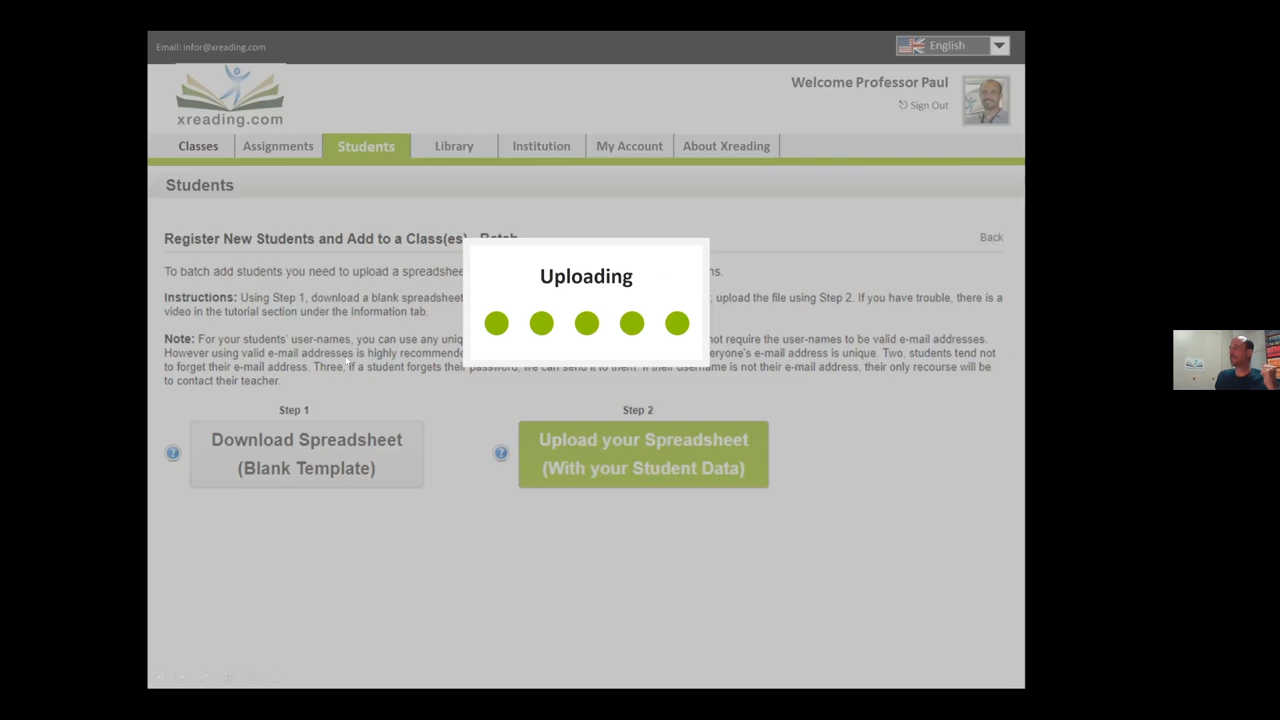 Email: infor@xreading.com
English
xreading.com
Welcome Professor Paul
Sign Out
Classes
Assignments
Students
Library
Institution
My Account
About Xreading
Students
Register New Students and Add to a Class(es) - Batch
Back
To batch add students you need to upload a
Instructions: Using Step 1, download a blank upload the file using Step 2. If you have trouble, there is a
video in the tutorial section under the Information tab.
Note: For your students' user-names, you can use any not require the user-names to be valid e-mail addresses.
However using valid e-mail addresses is highly e-mail address is unique. Two, students tend not
to forget their e-mail address. Three, if a student forgets their password, we can send it to them. If their username is not their e-mail address, their only recourse will be
to contact their teacher.
Uploading
Step 1
Step 2
? Download Spreadsheet
(Blank Template)
? Upload your Spreadsheet
(With your Student Data)